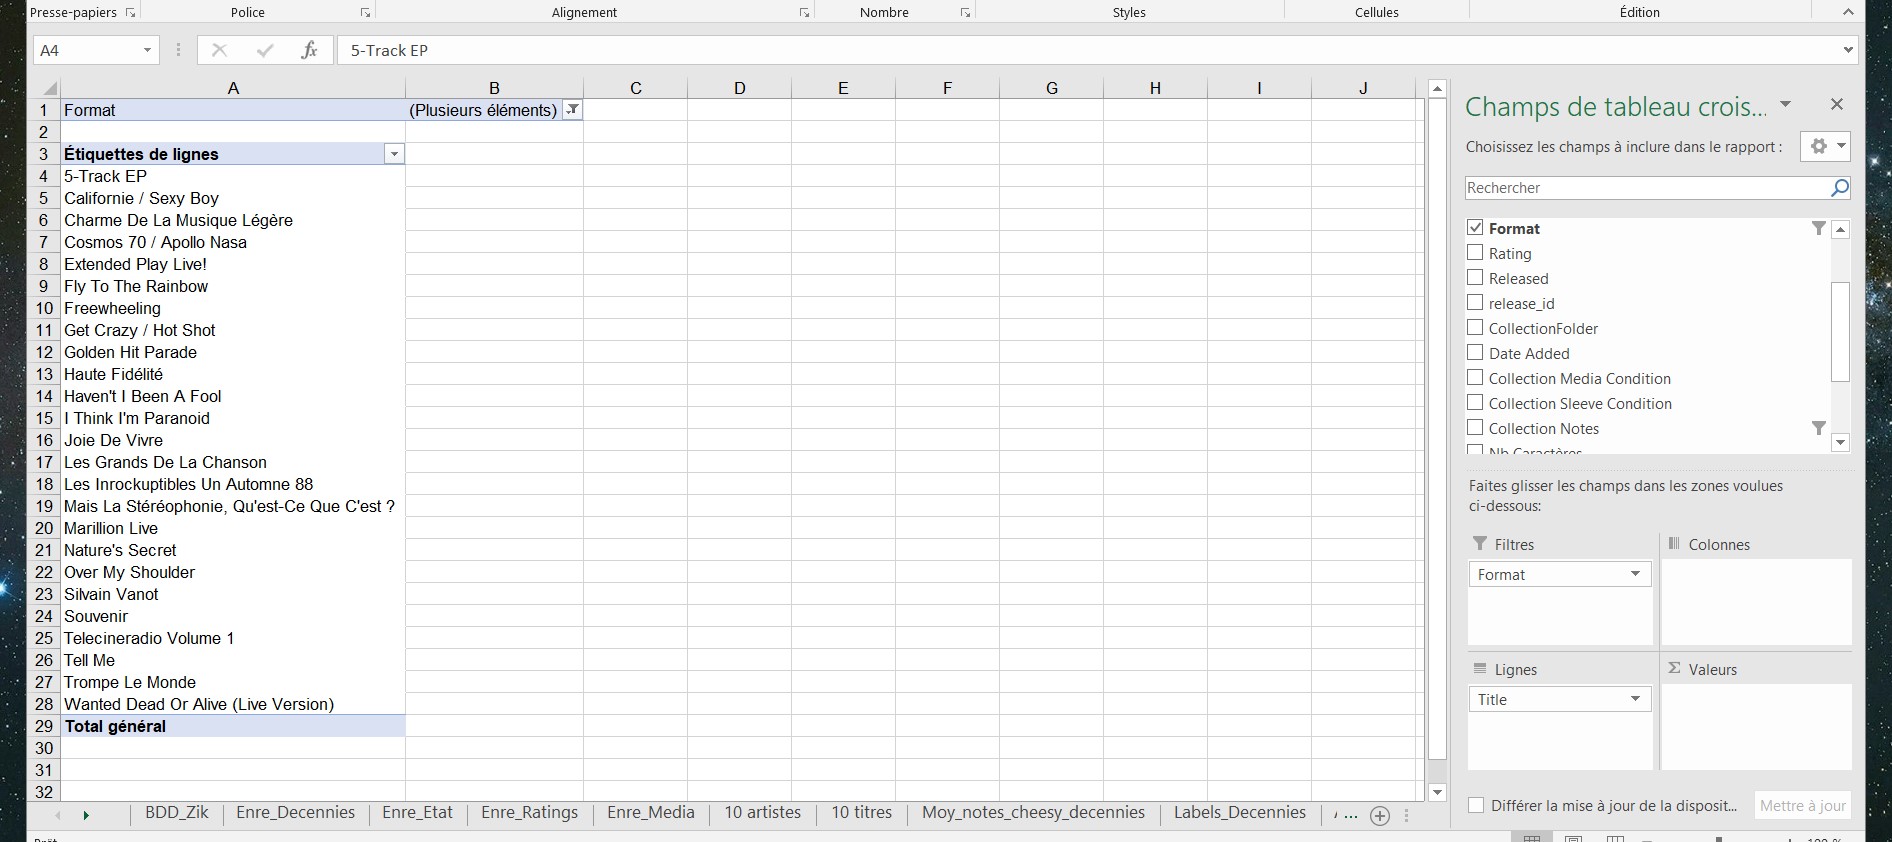 Presse-papiers Police Alignement Nombre Styles Cellules Édition
A4 fx 5-Track EP
A B C D E F G H I J
1 Format (Plusieurs éléments)
2
3 Étiquettes de lignes
4 5-Track EP
5 Californie / Sexy Boy
6 Charme De La Musique Légère
7 Cosmos 70 / Apollo Nasa
8 Extended Play Live!
9 Fly To The Rainbow
10 Freewheeling
11 Get Crazy / Hot Shot
12 Golden Hit Parade
13 Haute Fidélité
14 Haven't I Been A Fool
15 I Think I'm Paranoid
16 Joie De Vivre
17 Les Grands De La Chanson
18 Les Inrockuptibles Un Automne 88
19 Mais La Stéréophonie, Qu'est-Ce Que C'est ?
20 Marillion Live
21 Nature's Secret
22 Over My Shoulder
23 Silvain Vanot
24 Souvenir
25 Telecineradio Volume 1
26 Tell Me
27 Trompe Le Monde
28 Wanted Dead Or Alive (Live Version)
29 Total général
30
31
32
BDD_Zik Enre_Decennies Enre_Etat Enre_Ratings Enre_Media 10 artistes 10 titres Moy_notes_cheesy_decennies Labels_Decennies ...
Champs de tableau crois...
Choisissez les champs à inclure dans le rapport :
Rechercher
Format
Rating
Released
release_id
CollectionFolder
Date Added
Collection Media Condition
Collection Sleeve Condition
Collection Notes
Nb Caractères
Faites glisser les champs dans les zones voulues
ci-dessous:
Filtres Colonnes
Format
Lignes Σ Valeurs
Title
Différer la mise à jour de la disposit... Mettre à jour